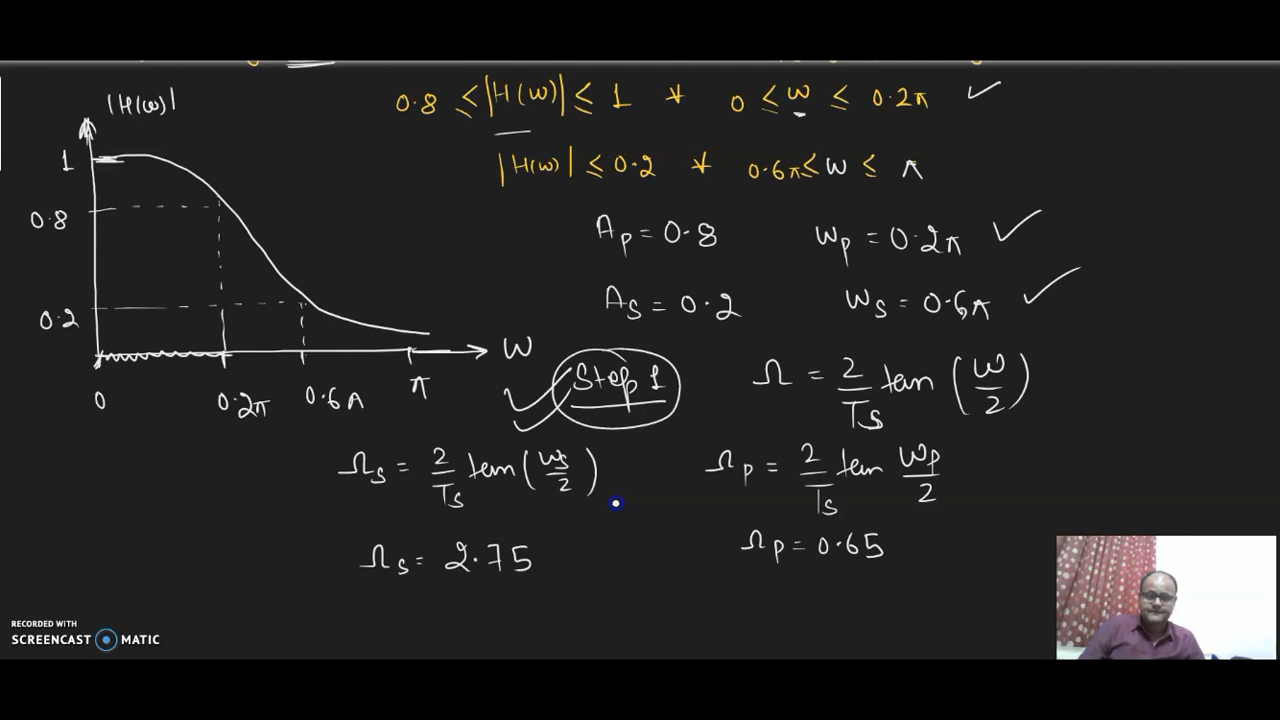 |H(ω)|
0.8 ≤ |H(ω)| ≤ 1 * 0 ≤ ω ≤ 0.2π ✓
|H(ω)| ≤ 0.2 * 0.6π ≤ ω ≤ π
1
0.8
0.2
0 0.2π 0.6π π ω
Ap = 0.8 ωp = 0.2π ✓
As = 0.2 ωs = 0.6π ✓
Step 1 Ω = 2/Ts tan (ω/2)
Ωs = 2/Ts tan (ωs/2) Ωp = 2/Ts tan ωp/2
Ωs = 2.75 Ωp = 0.65
RECORDED WITH
SCREENCAST MATIC